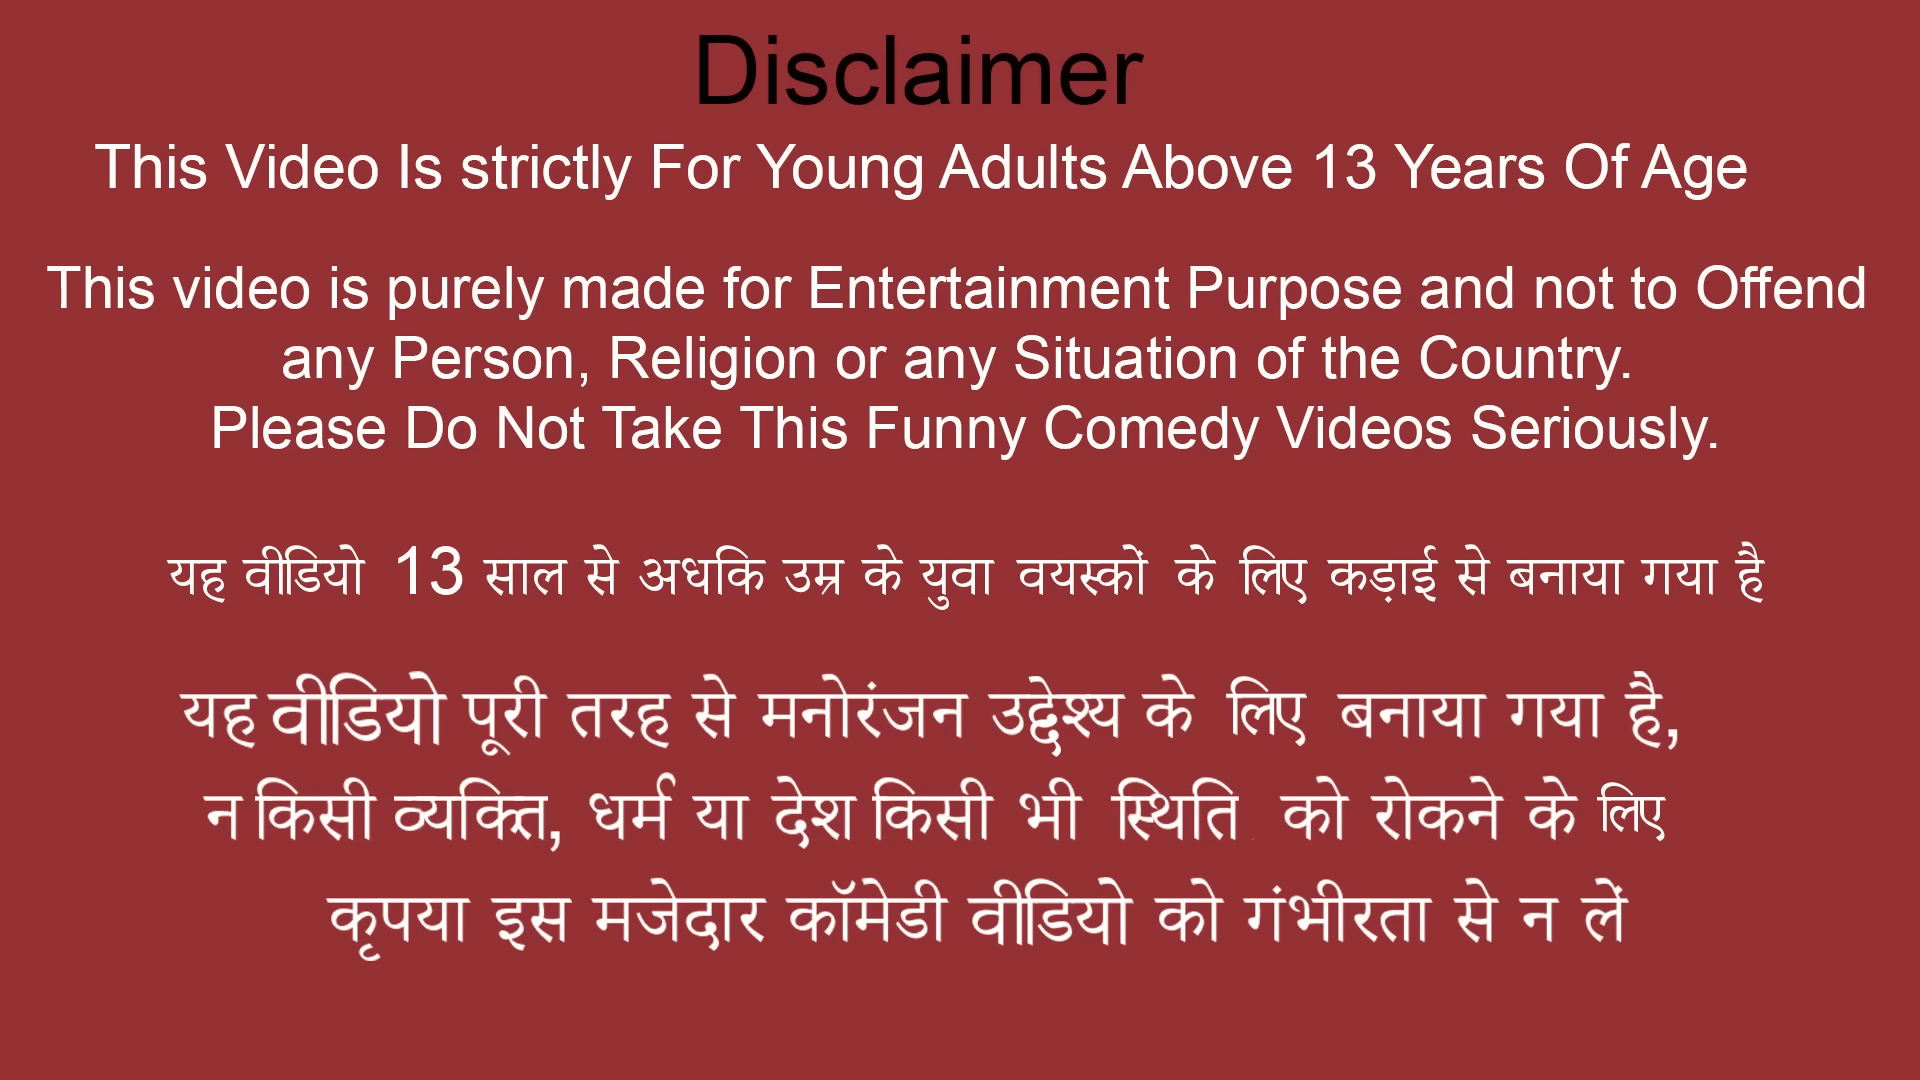 Disclaimer
This Video Is strictly For Young Adults Above 13 Years Of Age
This video is purely made for Entertainment Purpose and not to Offend
any Person, Religion or any Situation of the Country.
Please Do Not Take This Funny Comedy Videos Seriously.
यह वीडियो 13 साल से अधकि उम्र के युवा वयस्कों के लिए कड़ाई से बनाया गया है
यह वीडियो पूरी तरह से मनोरंजन उद्देश्य के लिए बनाया गया है,
न किसी व्यक्ति, धर्म या देश किसी भी स्थिति को रोकने के लिए
कृपया इस मजेदार कॉमेडी वीडियो को गंभीरता से न लें